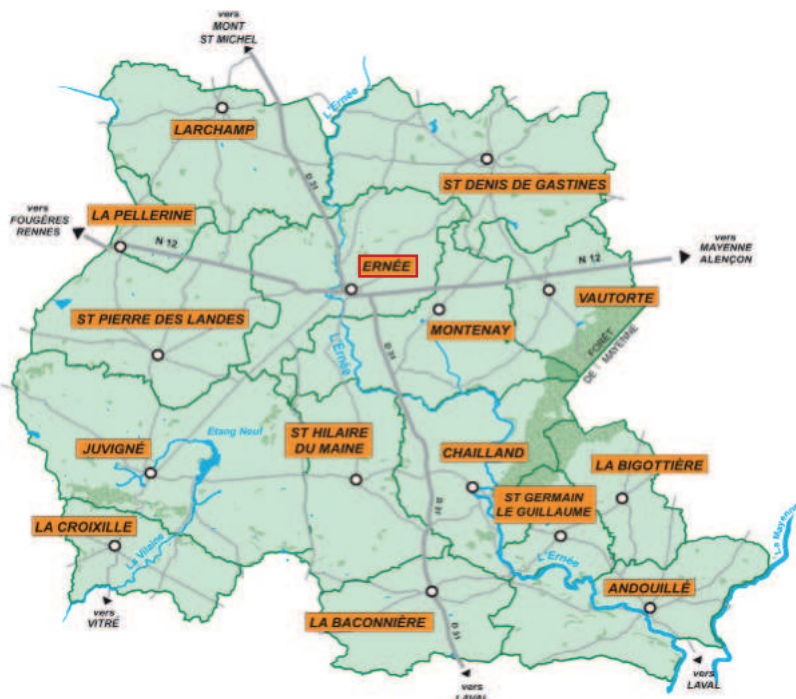 vers
MONT
ST MICHEL
L'Ernée
LARCHAMP
D 31
ST DENIS DE GASTINES
LA PELLERINE
vers
FOUGÈRES
RENNES
N 12
ERNÉE
vers
MAYENNE
ALENÇON
N 12
VAUTORTE
ST PIERRE DES LANDES
MONTENAY
L'Ernée
D 31
FORÊT
DE MAYENNE
Etang Neuf
ST HILAIRE
DU MAINE
JUVIGNÉ
CHAILLAND
LA BIGOTTIÈRE
ST GERMAIN
LE GUILLAUME
D 31
LA CROIXILLE
La Vilaine
L'Ernée
La Mayenne
ANDOUILLÉ
vers
VITRÉ
LA BACONNIÈRE
D 31
vers
LAVAL
vers
LAVAL